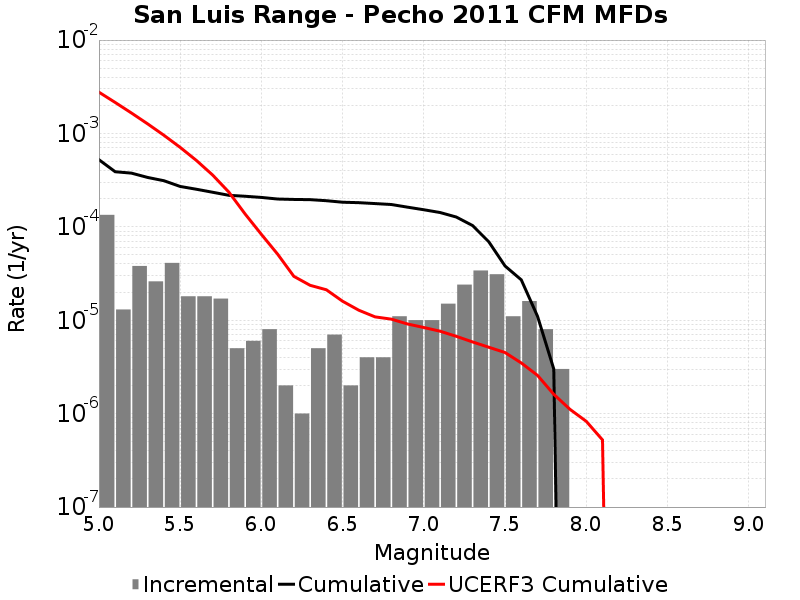 San Luis Range - Pecho 2011 CFM MFDs
10-2
10-3
10-4
10-5
10-6
10-7
Rate (1/yr)
5.0 5.5 6.0 6.5 7.0 7.5 8.0 8.5 9.0
Magnitude
Incremental Cumulative UCERF3 Cumulative